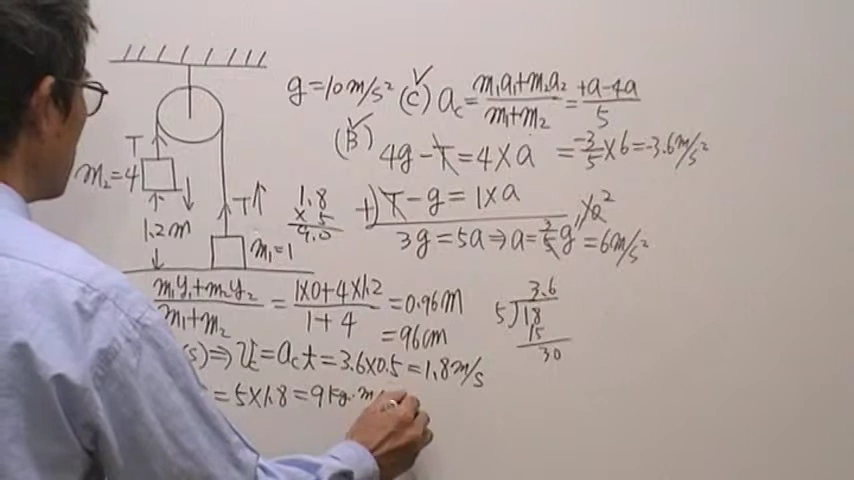 g=10m/s² (C) a_c = (m₁a₁+m₂a₂)/(m₁+m₂) = (+a-4a)/5
(B) 4g-T=4×a = -3/5×6=-3.6m/s²
+) T-g=1×a
3g=5a⇒a=3/5g =6m/s²
T
m₂=4
1.2m
T
m₁=1
1.8
×5
9.0
(m₁y₁+m₂y₂)/(m₁+m₂) = (1×0+4×1.2)/(1+4) =0.96m
=96cm
3.6
5)18
15
30
(s)⇒V_c=a_c t=3.6×0.5=1.8m/s
=5×1.8=9kg·m/